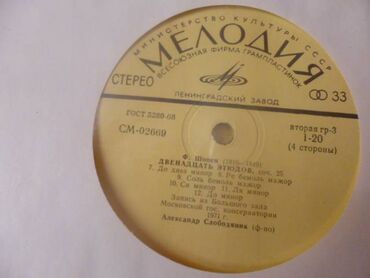 МИНИСТЕРСТВО КУЛЬТУРЫ СССР
МЕЛОДИЯ
ВСЕСОЮЗНАЯ ФИРМА ГРАМПЛАСТИНОК
СТЕРЕО
33
ЛЕНИНГРАДСКИЙ ЗАВОД
ГОСТ 5289-68
СМ-02669
вторая гр-3
1-20
(4 стороны)
Ф. Шопен (1810-1849)
ДВЕНАДЦАТЬ ЭТЮДОВ, соч. 25
7. До диез минор 8. Ре бемоль мажор
9. Соль бемоль мажор
10. Си минор 11. Ля минор
12. До минор
Запись из Большого зала
Московской гос. консерватории
1971 г.
Александр Слободяник (ф-но)